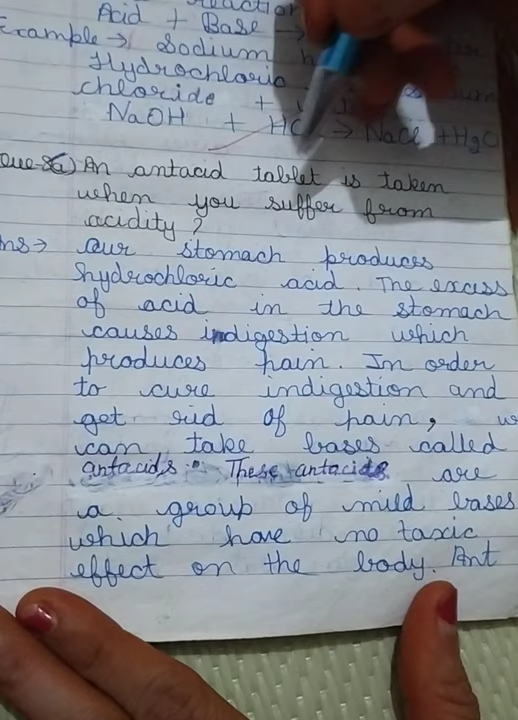 Reaction
Acid + Base →
Example → Sodium
Hydrochloric
chloride +
NaOH + HCl → NaCl + H2O
Que-8(a) An antacid tablet is taken
when you suffer from
acidity?
Ans → Our stomach produces
hydrochloric acid. The excess
of acid in the stomach
causes indigestion which
produces pain. In order
to cure indigestion and
get rid of pain,
can take bases called
antacids. These antacids are
a group of mild bases
which have no taxic
effect on the body. Ant